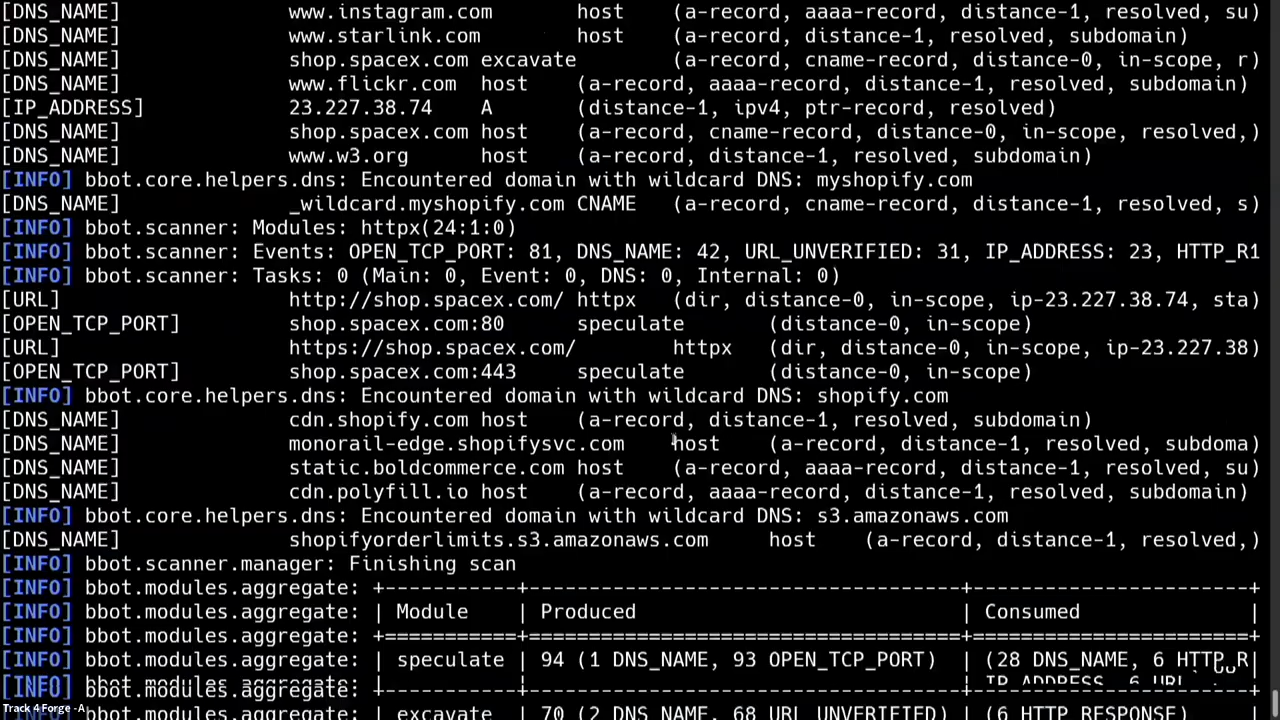 [DNS_NAME] www.instagram.com host (a-record, aaaa-record, distance-1, resolved, su)
[DNS_NAME] www.starlink.com host (a-record, distance-1, resolved, subdomain)
[DNS_NAME] shop.spacex.com excavate (a-record, cname-record, distance-0, in-scope, r)
[DNS_NAME] www.flickr.com host (a-record, aaaa-record, distance-1, resolved, subdomain)
[IP_ADDRESS] 23.227.38.74 A (distance-1, ipv4, ptr-record, resolved)
[DNS_NAME] shop.spacex.com host (a-record, cname-record, distance-0, in-scope, resolved,)
[DNS_NAME] www.w3.org host (a-record, distance-1, resolved, subdomain)
[INFO] bbot.core.helpers.dns: Encountered domain with wildcard DNS: myshopify.com
[DNS_NAME] _wildcard.myshopify.com CNAME (a-record, cname-record, distance-1, resolved, s)
[INFO] bbot.scanner: Modules: httpx(24:1:0)
[INFO] bbot.scanner: Events: OPEN_TCP_PORT: 81, DNS_NAME: 42, URL_UNVERIFIED: 31, IP_ADDRESS: 23, HTTP_R1
[INFO] bbot.scanner: Tasks: 0 (Main: 0, Event: 0, DNS: 0, Internal: 0)
[URL] http://shop.spacex.com/ httpx (dir, distance-0, in-scope, ip-23.227.38.74, sta)
[OPEN_TCP_PORT] shop.spacex.com:80 speculate (distance-0, in-scope)
[URL] https://shop.spacex.com/ httpx (dir, distance-0, in-scope, ip-23.227.38)
[OPEN_TCP_PORT] shop.spacex.com:443 speculate (distance-0, in-scope)
[INFO] bbot.core.helpers.dns: Encountered domain with wildcard DNS: shopify.com
[DNS_NAME] cdn.shopify.com host (a-record, distance-1, resolved, subdomain)
[DNS_NAME] monorail-edge.shopifysvc.com host (a-record, distance-1, resolved, subdoma)
[DNS_NAME] static.boldcommerce.com host (a-record, aaaa-record, distance-1, resolved, su)
[DNS_NAME] cdn.polyfill.io host (a-record, aaaa-record, distance-1, resolved, subdomain)
[INFO] bbot.core.helpers.dns: Encountered domain with wildcard DNS: s3.amazonaws.com
[DNS_NAME] shopifyorderlimits.s3.amazonaws.com host (a-record, distance-1, resolved,)
[INFO] bbot.scanner.manager: Finishing scan
[INFO] bbot.modules.aggregate: +-----------+-------------------------------------+-----------------------+
[INFO] bbot.modules.aggregate: | Module | Produced | Consumed |
[INFO] bbot.modules.aggregate: +===========+=====================================+=======================+
[INFO] bbot.modules.aggregate: | speculate | 94 (1 DNS_NAME, 93 OPEN_TCP_PORT) | (28 DNS_NAME, 6 HTTP_R|
[INFO] bbot.modules.aggregate: +-----------+-------------------------------------+-----------------------+
Track 4 Forge -A
[INFO] bbot.modules.aggregate: | excavate | 70 (2 DNS_NAME, 68 URL_UNVERIFIED) | (6 HTTP_RESPONSE) |